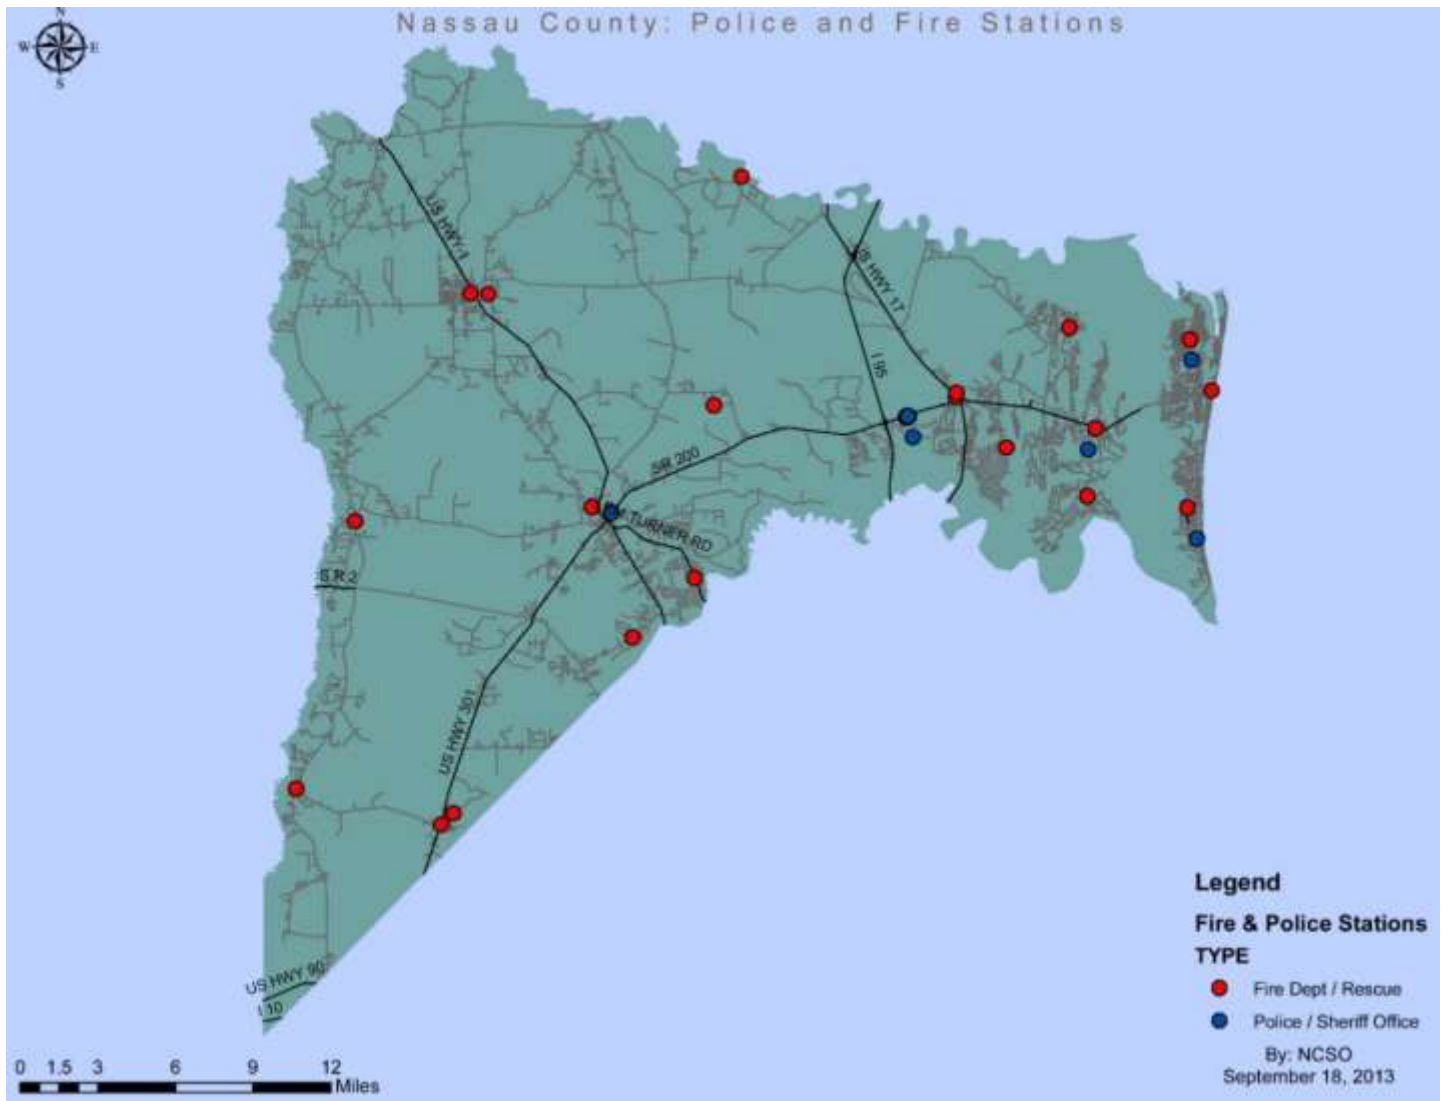 Nassau County: Police and Fire Stations
N
W E
S
US HWY 1
US HWY 17
I 95
SR 200
TURNER RD
S R 2
US HWY 301
US HWY 90
I 10
Legend
Fire & Police Stations
TYPE
Fire Dept / Rescue
Police / Sheriff Office
By: NCSO
September 18, 2013
0 1.5 3 6 9 12
Miles